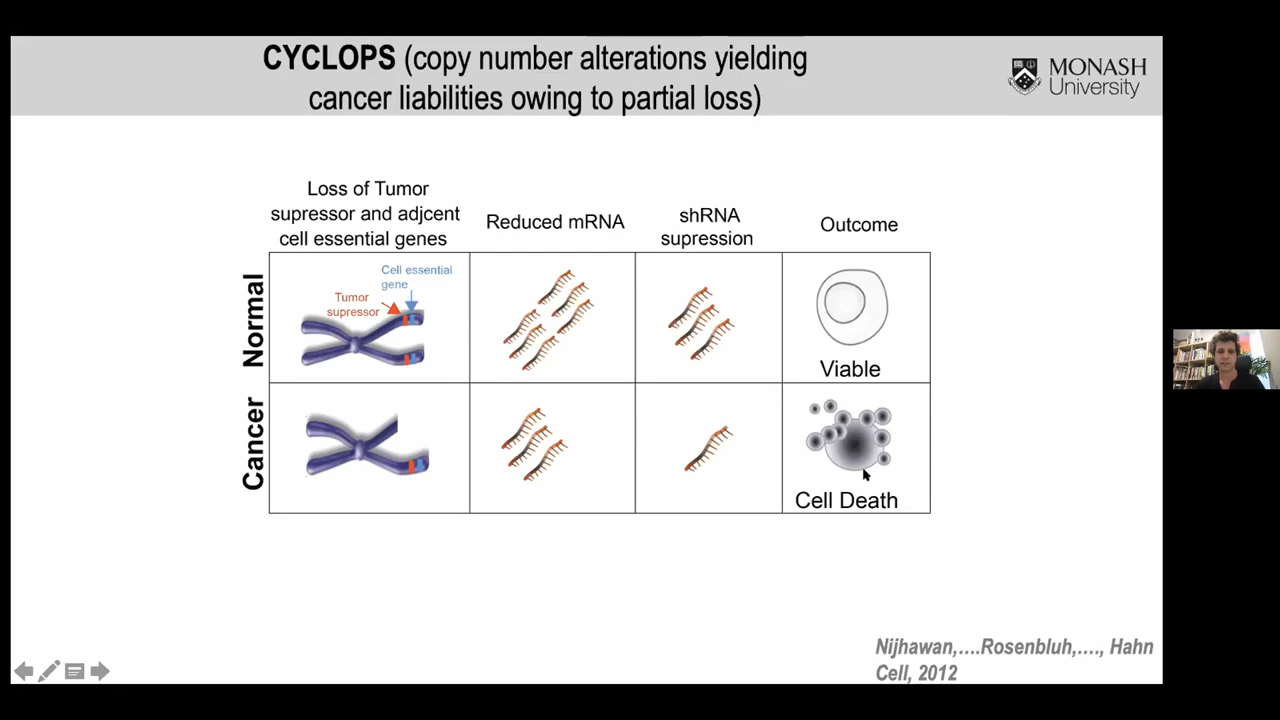 CYCLOPS (copy number alterations yielding
cancer liabilities owing to partial loss)
MONASH
University
Loss of Tumor
supressor and adjcent
cell essential genes
Reduced mRNA
shRNA
supression
Outcome
Normal
Cell essential
gene
Tumor
supressor
Viable
Cancer
Cell Death
Nijhawan,....Rosenbluh,...., Hahn
Cell, 2012